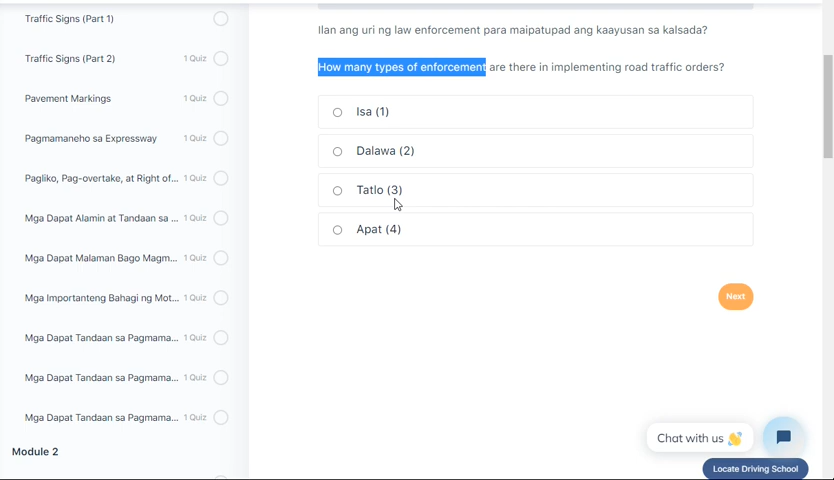 Traffic Signs (Part 1)
Traffic Signs (Part 2) 1 Quiz
Pavement Markings 1 Quiz
Pagmamaneho sa Expressway 1 Quiz
Pagliko, Pag-overtake, at Right of... 1 Quiz
Mga Dapat Alamin at Tandaan sa ... 1 Quiz
Mga Dapat Malaman Bago Magm... 1 Quiz
Mga Importanteng Bahagi ng Mot... 1 Quiz
Mga Dapat Tandaan sa Pagmama... 1 Quiz
Mga Dapat Tandaan sa Pagmama... 1 Quiz
Mga Dapat Tandaan sa Pagmama... 1 Quiz
Module 2
Ilan ang uri ng law enforcement para maipatupad ang kaayusan sa kalsada?
How many types of enforcement are there in implementing road traffic orders?
Isa (1)
Dalawa (2)
Tatlo (3)
Apat (4)
Next
Chat with us 👋
Locate Driving School